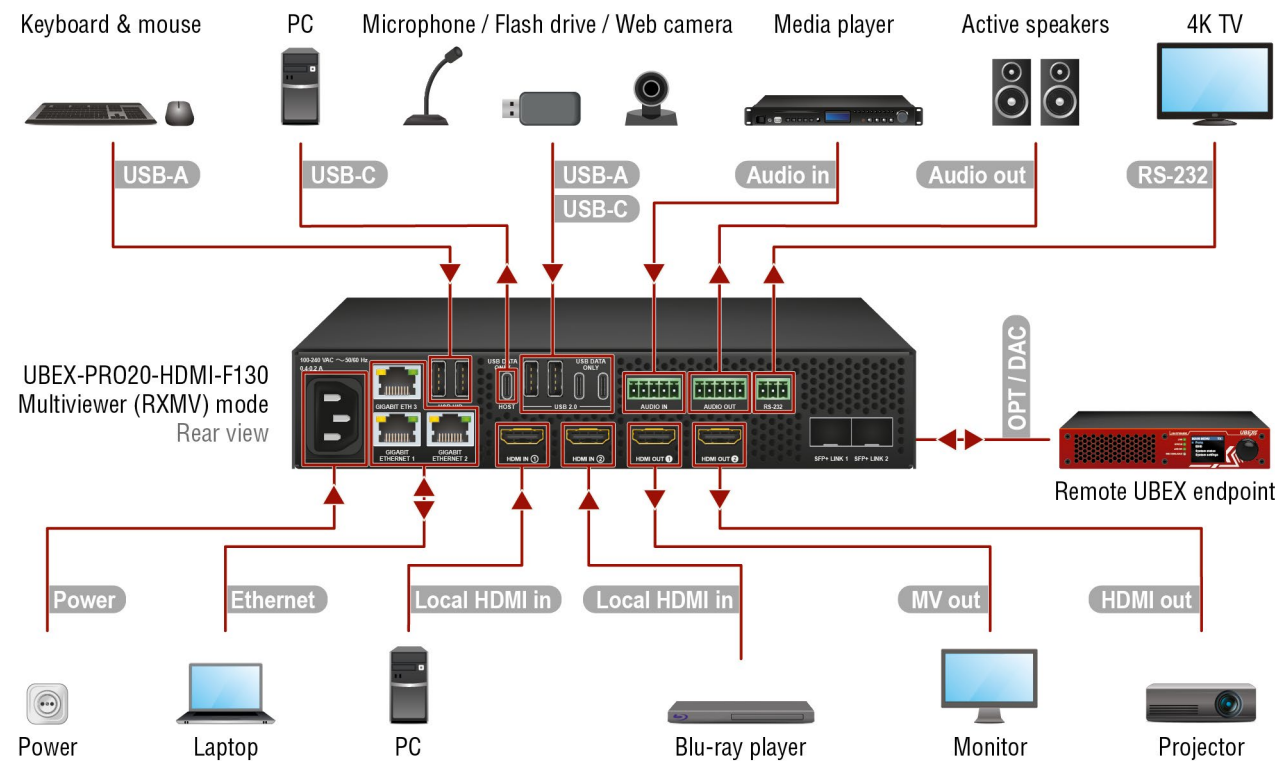 Keyboard & mouse
PC
Microphone / Flash drive / Web camera
Media player
Active speakers
4K TV
USB-A
USB-C
USB-A
USB-C
Audio in
Audio out
RS-232
UBEX-PRO20-HDMI-F130
Multiviewer (RXMV) mode
Rear view
100-240 VAC ~ 50/60 Hz
0.4-0.2 A
GIGABIT ETH 3
GIGABIT
ETHERNET 1
GIGABIT
ETHERNET 2
USB DATA
ONLY
HOST
USB DATA
ONLY
USB 2.0
AUDIO IN
AUDIO OUT
RS-232
HDMI IN 1
HDMI IN 2
HDMI OUT 1
HDMI OUT 2
SFP+ LINK 1
SFP+ LINK 2
OPT / DAC
UBEX
Remote UBEX endpoint
Power
Ethernet
Local HDMI in
Local HDMI in
MV out
HDMI out
Power
Laptop
PC
Blu-ray player
Monitor
Projector